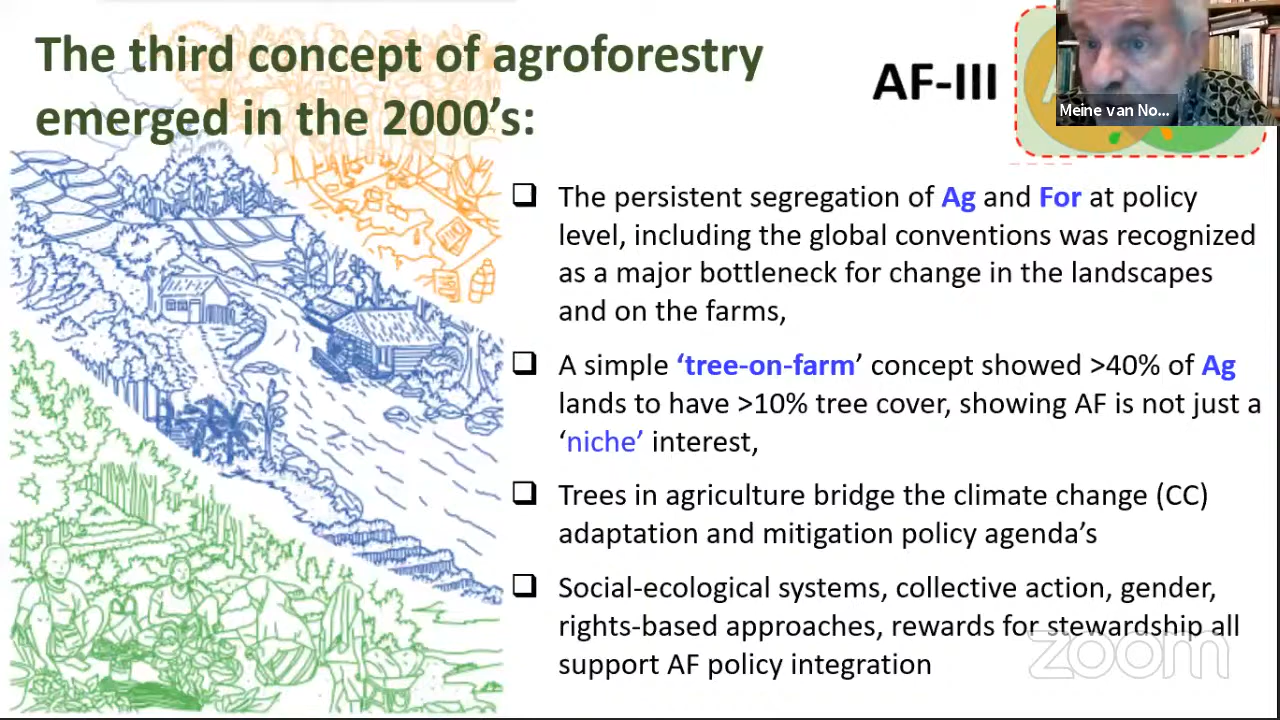 The third concept of agroforestry
emerged in the 2000's:
AF-III
Meine van No...
The persistent segregation of Ag and For at policy
level, including the global conventions was recognized
as a major bottleneck for change in the landscapes
and on the farms,
A simple ‘tree-on-farm’ concept showed >40% of Ag
lands to have >10% tree cover, showing AF is not just a
‘niche’ interest,
Trees in agriculture bridge the climate change (CC)
adaptation and mitigation policy agenda’s
Social-ecological systems, collective action, gender,
rights-based approaches, rewards for stewardship all
support AF policy integration
zoom